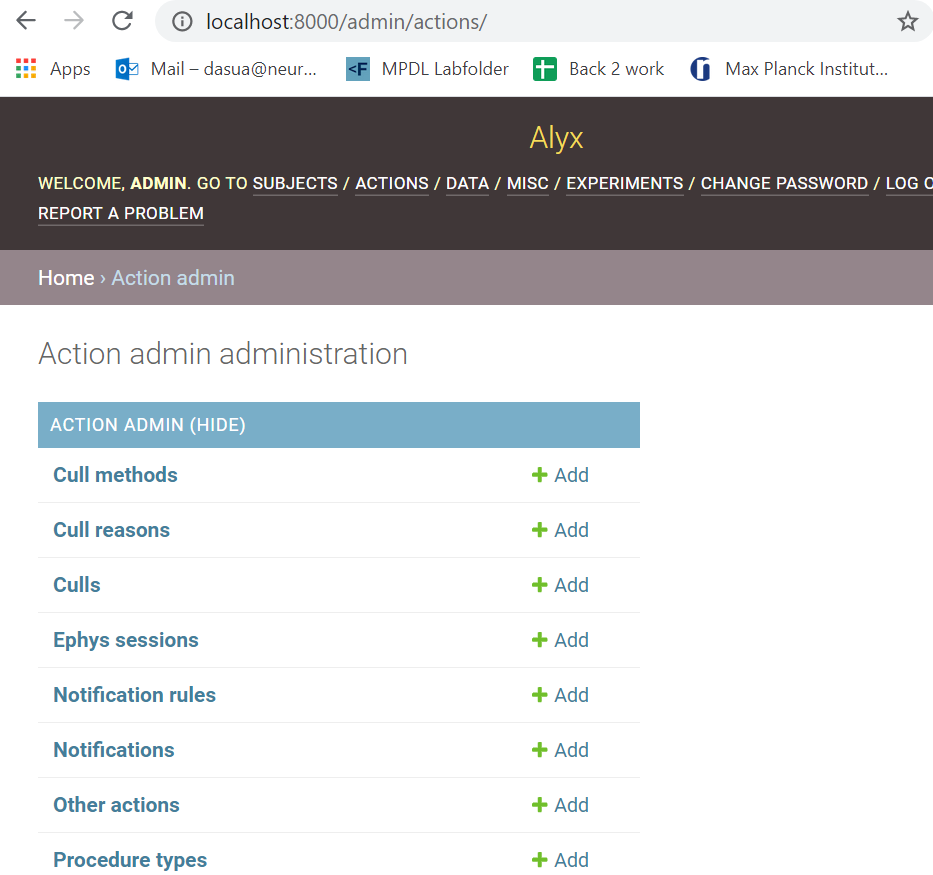 localhost:8000/admin/actions/
Apps Mail – dasua@neur... <F MPDL Labfolder Back 2 work Max Planck Institut...
Alyx
WELCOME, ADMIN. GO TO SUBJECTS / ACTIONS / DATA / MISC / EXPERIMENTS / CHANGE PASSWORD / LOG
REPORT A PROBLEM
Home › Action admin
Action admin administration
ACTION ADMIN (HIDE)
Cull methods + Add
Cull reasons + Add
Culls + Add
Ephys sessions + Add
Notification rules + Add
Notifications + Add
Other actions + Add
Procedure types + Add